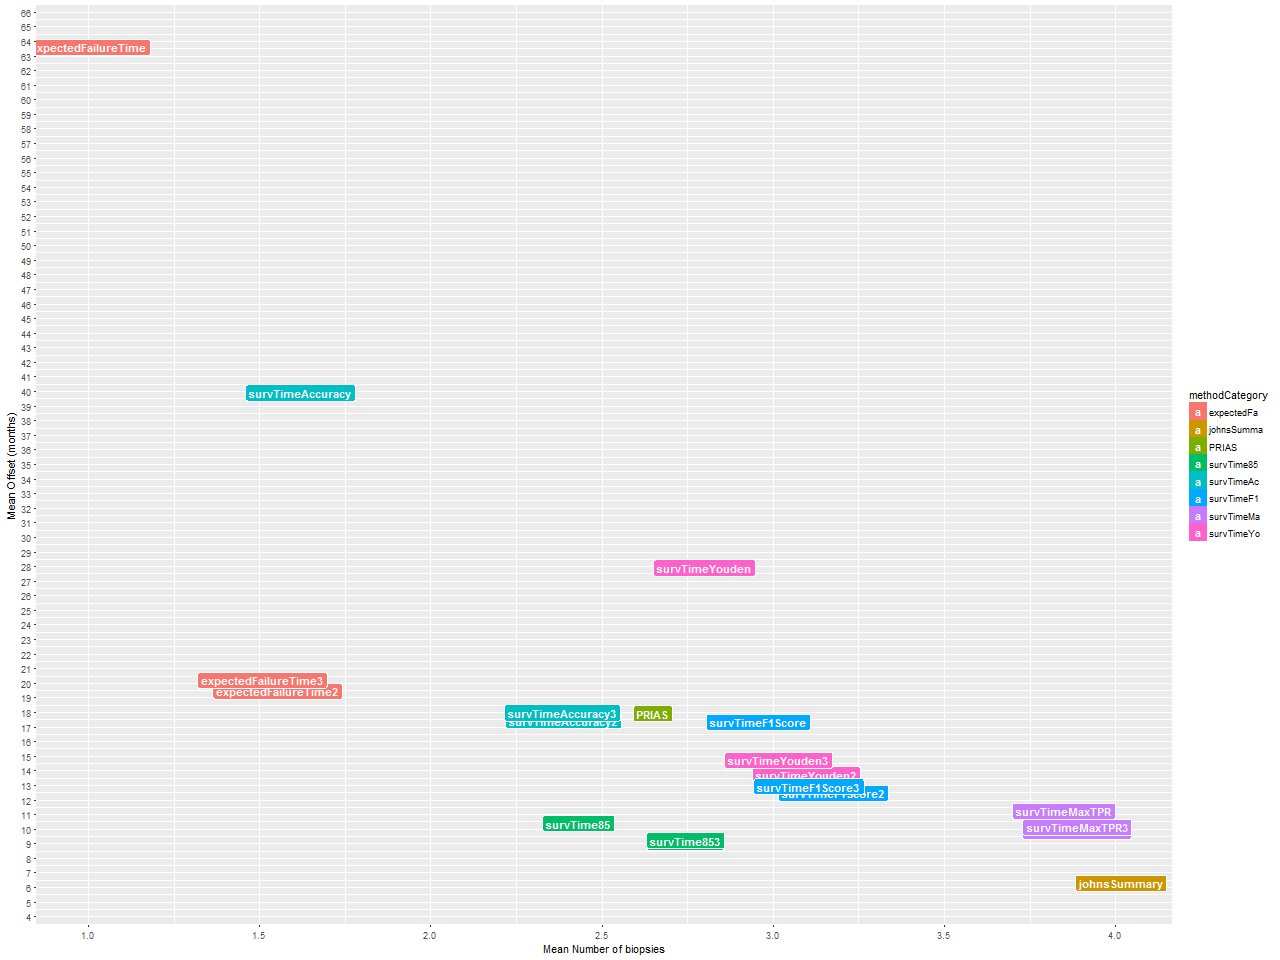 66
65
64
63
62
61
60
59
58
57
56
55
54
53
52
51
50
49
48
47
46
45
44
43
42
41
40
39
38
37
36
35
34
33
32
31
30
29
28
27
26
25
24
23
22
21
20
19
18
17
16
15
14
13
12
11
10
9
8
7
6
5
4
Mean Offset (months)
xpectedFailureTime
survTimeAccuracy
survTimeYouden
expectedFailureTime3
expectedFailureTime2
survTimeAccuracy3
survTimeAccuracy2
PRIAS
survTimeF1Score
survTimeYouden3
survTimeYouden2
survTimeF1Score3
survTimeF1Score2
survTimeMaxTPR
survTime85
survTimeMaxTPR3
survTime853
johnsSummary
1.0 1.5 2.0 2.5 3.0 3.5 4.0
Mean Number of biopsies
methodCategory
a expectedFa
a johnsSumma
a PRIAS
a survTime85
a survTimeAc
a survTimeF1
a survTimeMa
a survTimeYo